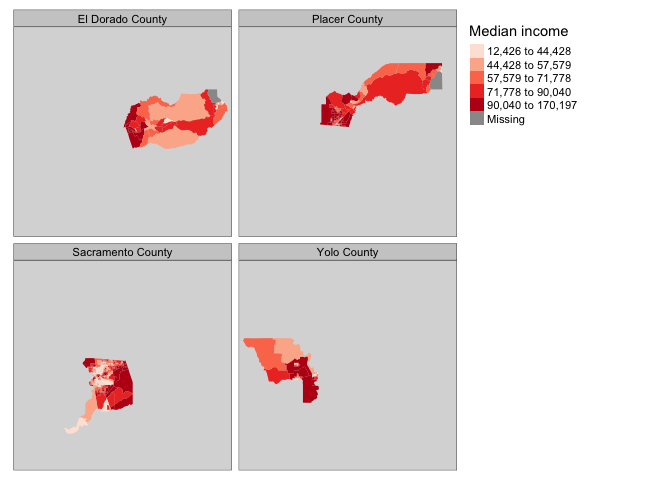 El Dorado County
Placer County
Median income
12,426 to 44,428
44,428 to 57,579
57,579 to 71,778
71,778 to 90,040
90,040 to 170,197
Missing
Sacramento County
Yolo County